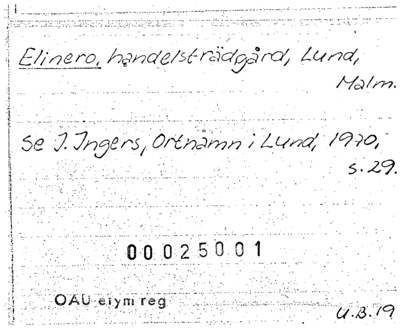 Elinero, handelsträdgård, Lund,
Malm.
Se J. Ingers, Ortnamn i Lund, 1970,
s. 29.
00025001
OAU etym reg
U.B.19